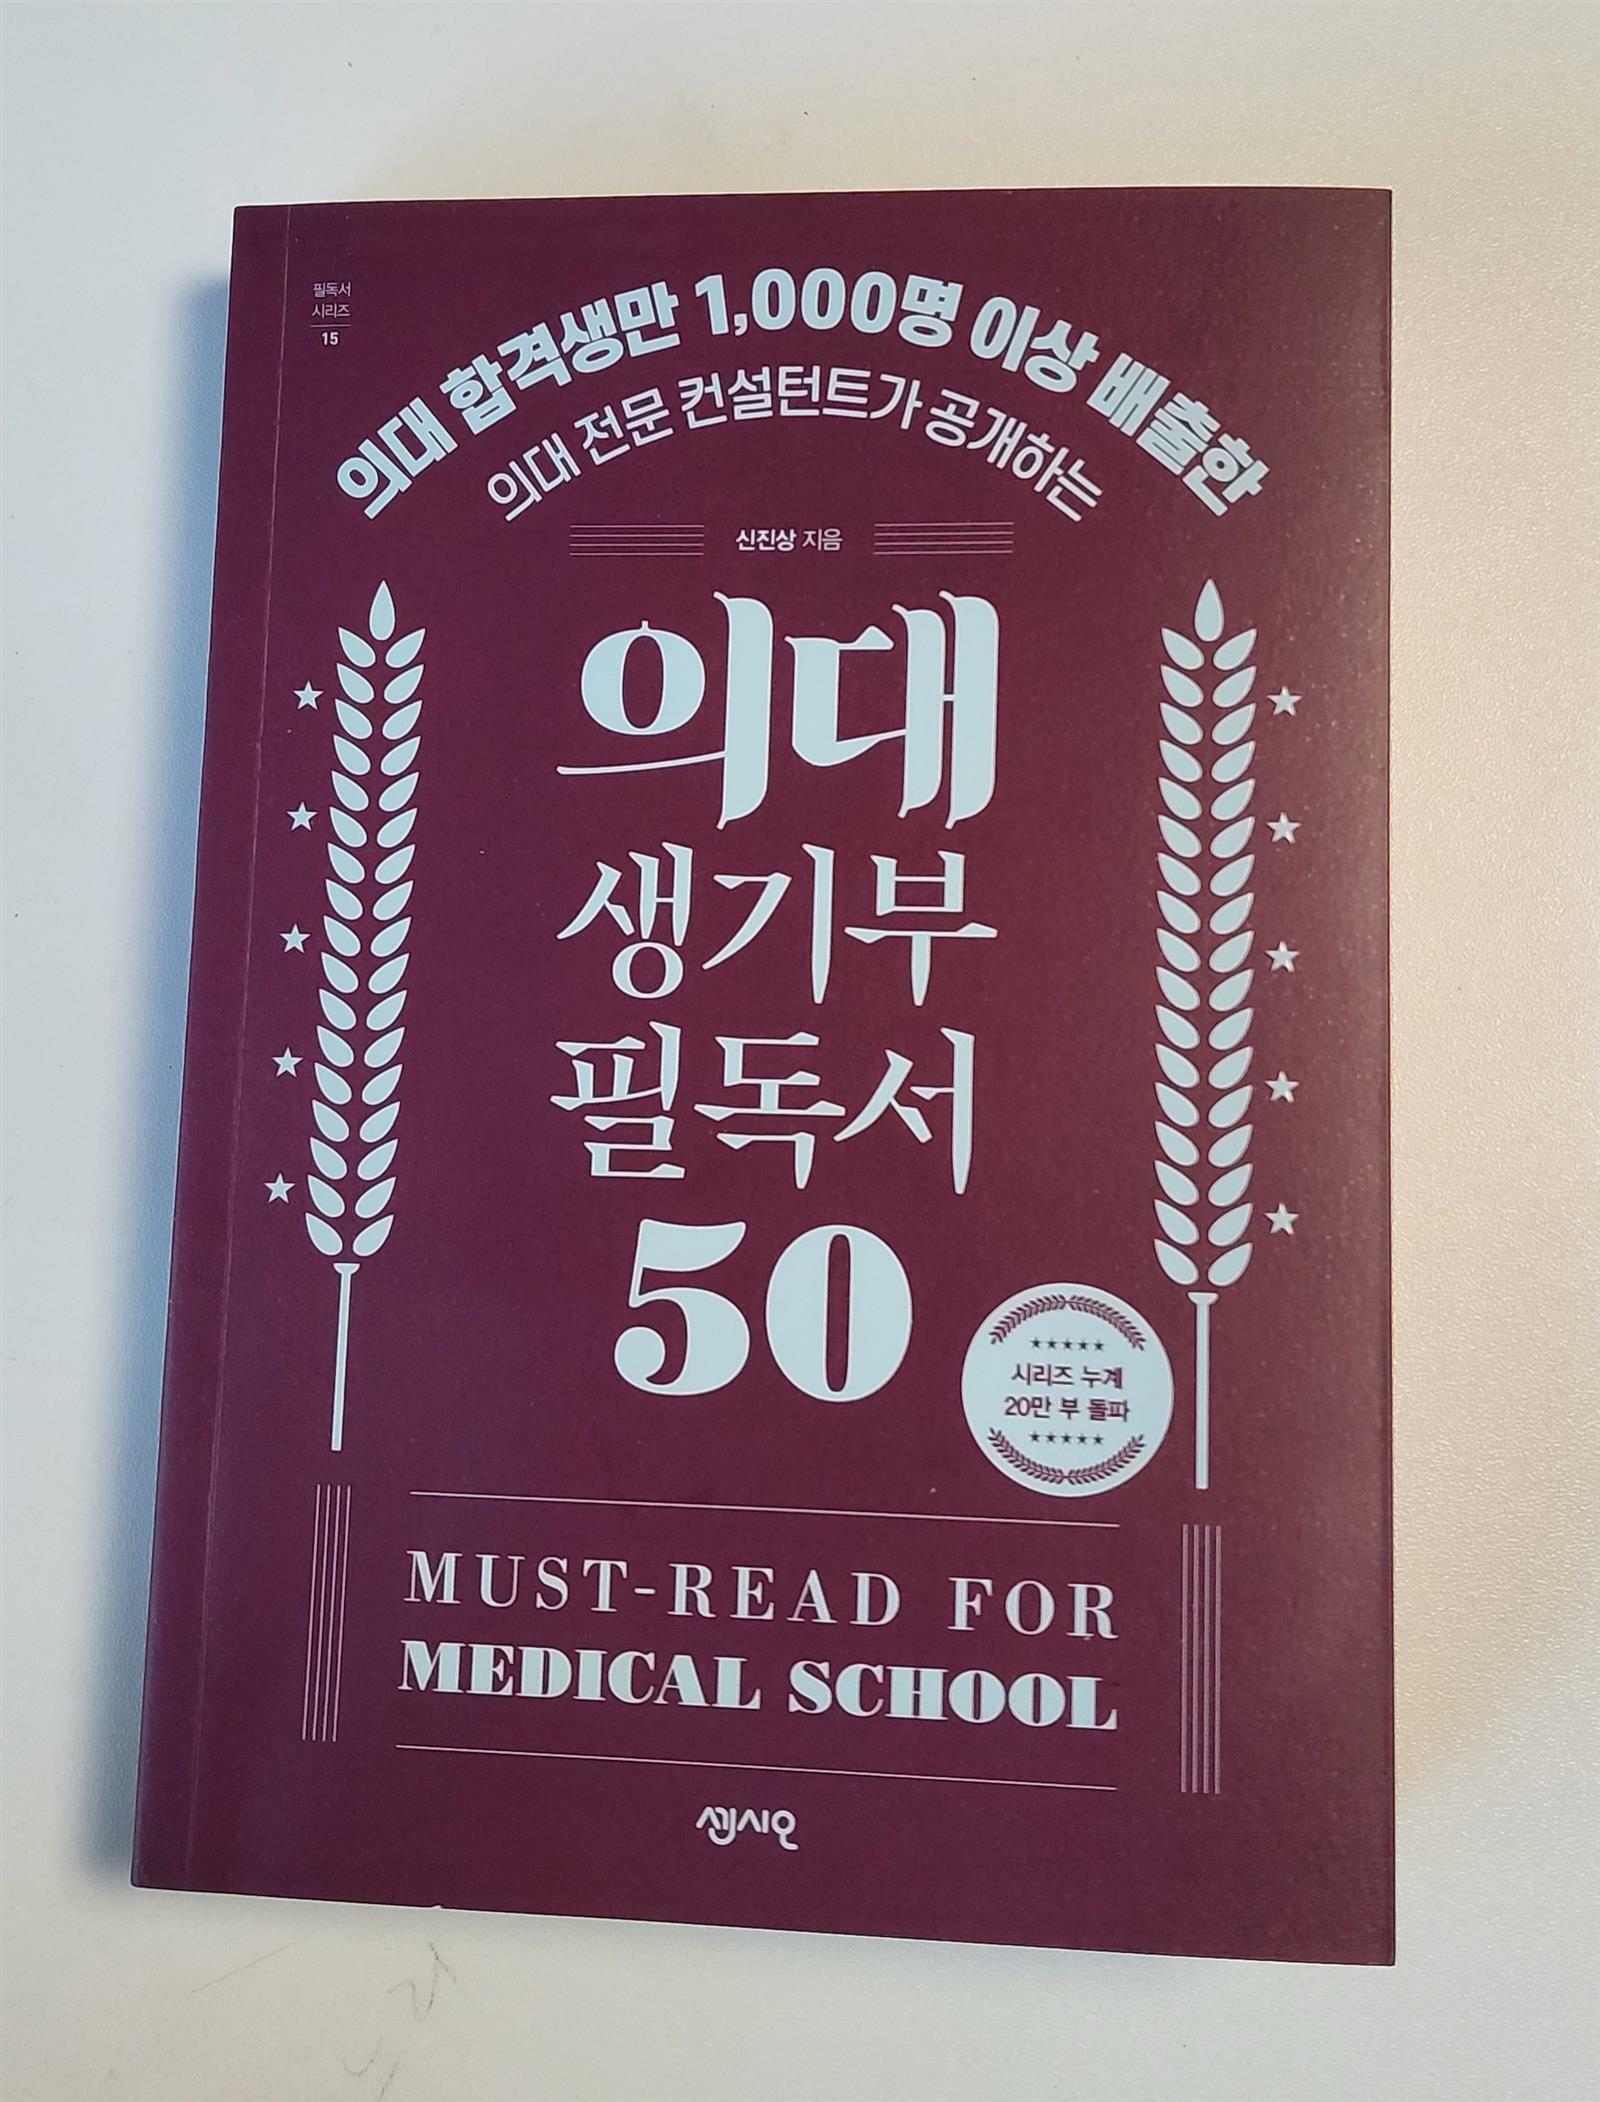 필독서
시리즈
15
의대 합격생만 1,000명 이상 배출한
의대 전문 컨설턴트가 공개하는
신진상 지음
의대
생기부
필독서
50
시리즈 누계
20만 부 돌파
MUST-READ FOR
MEDICAL SCHOOL
센시오